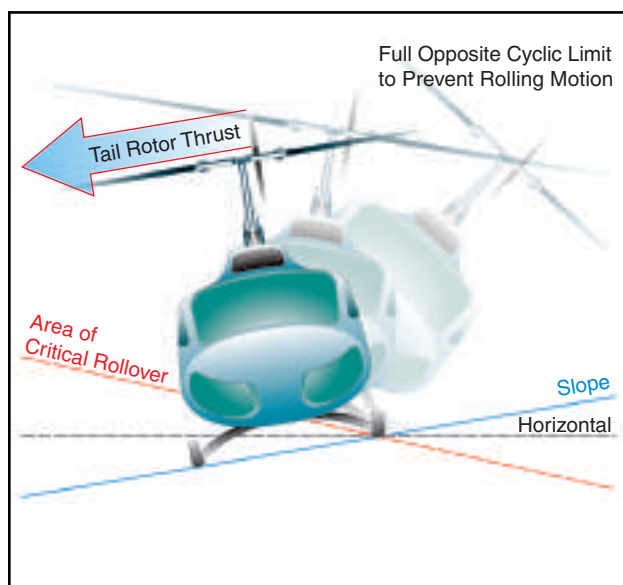 Full Opposite Cyclic Limit
to Prevent Rolling Motion
Tail Rotor Thrust
Area of
Critical Rollover
Slope
Horizontal